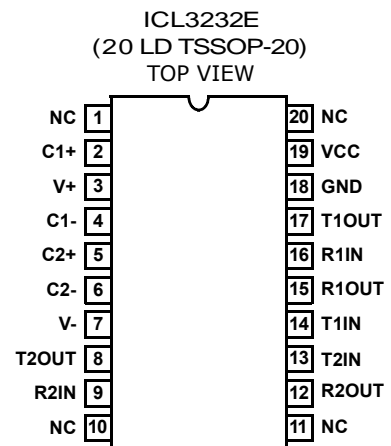 ICL3232E
(20 LD TSSOP-20)
TOP VIEW
NC 1 20 NC
C1+ 2 19 VCC
V+ 3 18 GND
C1- 4 17 T1OUT
C2+ 5 16 R1IN
C2- 6 15 R1OUT
V- 7 14 T1IN
T2OUT 8 13 T2IN
R2IN 9 12 R2OUT
NC 10 11 NC